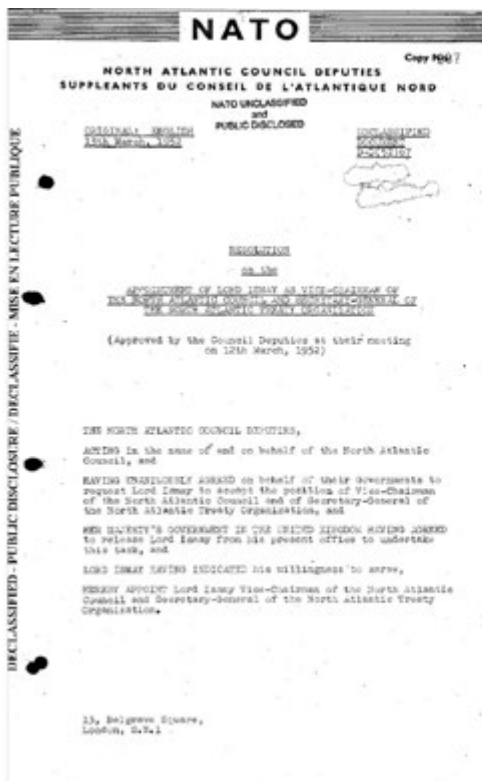 NATO
Copy
NORTH ATLANTIC COUNCIL DEPUTIES
SUPPLEANTS DU CONSEIL DE L'ATLANTIQUE NORD
NATO UNCLASSIFIED
and
PUBLIC DISCLOSED
ORIGINAL: ENGLISH
March, 1952
UNCLASSIFIED
DOCUMENT
RESOLUTION
on the
APPOINTMENT OF LORD ISMAY AS VICE-CHAIRMAN OF
THE NORTH ATLANTIC COUNCIL AND SECRETARY-GENERAL OF
THE NORTH ATLANTIC TREATY ORGANISATION
(Approved by the Council Deputies at their meeting
on 12th March, 1952)
THE NORTH ATLANTIC COUNCIL DEPUTIES,
ACTING in the name of and on behalf of the North Atlantic
Council, and
HAVING UNANIMOUSLY AGREED on behalf of their Governments to
request Lord Ismay to accept the position of Vice-Chairman
of the North Atlantic Council and of Secretary-General of
the North Atlantic Treaty Organisation, and
HER MAJESTY'S GOVERNMENT IN THE UNITED KINGDOM HAVING AGREED
to release Lord Ismay from his present office to undertake
this task, and
LORD ISMAY HAVING INDICATED his willingness to serve,
HEREBY APPOINT Lord Ismay Vice-Chairman of the North Atlantic
Council and Secretary-General of the North Atlantic Treaty
Organisation.
13, Belgrave Square,
London, S.W.1
DECLASSIFIED - PUBLIC DISCLOSURE / DECLASSIFIE - MISE EN LECTURE PUBLIQUE